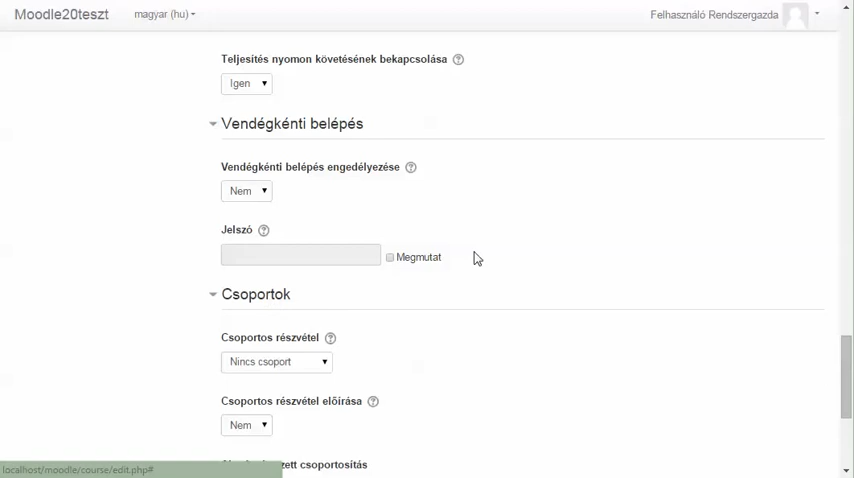 Moodle20teszt
magyar (hu)
Felhasználó Rendszergazda
Teljesítés nyomon követésének bekapcsolása
Igen
Vendégkénti belépés
Vendégkénti belépés engedélyezése
Nem
Jelszó
Megmutat
Csoportok
Csoportos részvétel
Nincs csoport
Csoportos részvétel előírása
Nem
csoportosítás
localhost/moodle/course/edit.php#